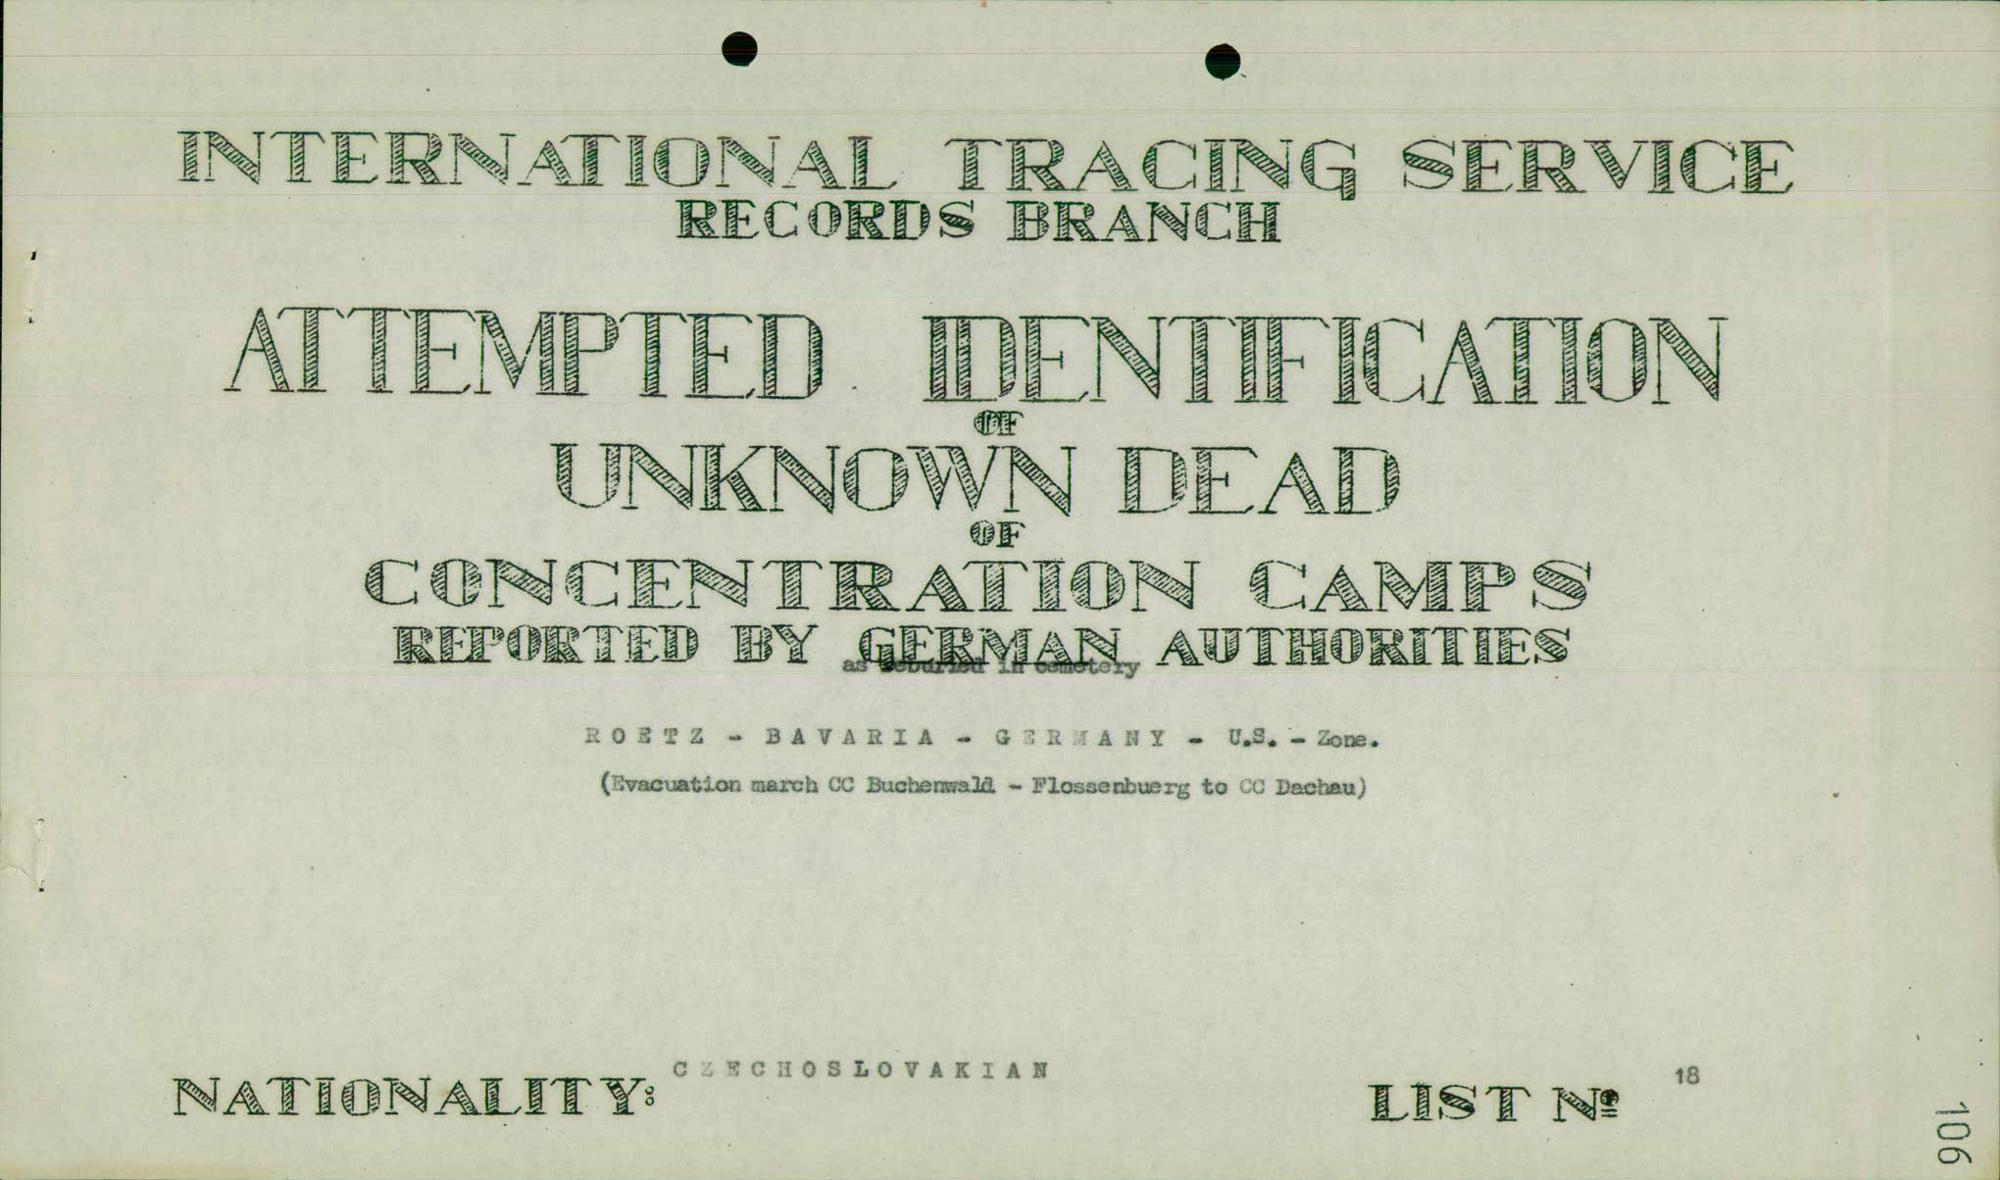 INTERNATIONAL TRACING SERVICE
RECORDS BRANCH
ATTEMPTED IDENTIFICATION
OF
UNKNOWN DEAD
OF
CONCENTRATION CAMPS
REPORTED BY GERMAN AUTHORITIES
as reburied in cemetery
ROETZ - BAVARIA - GERMANY - U.S. - Zone.
(Evacuation march CC Buchenwald - Flossenbuerg to CC Dachau)
NATIONALITY: CZECHOSLOVAKIAN
LIST Nº 18
106